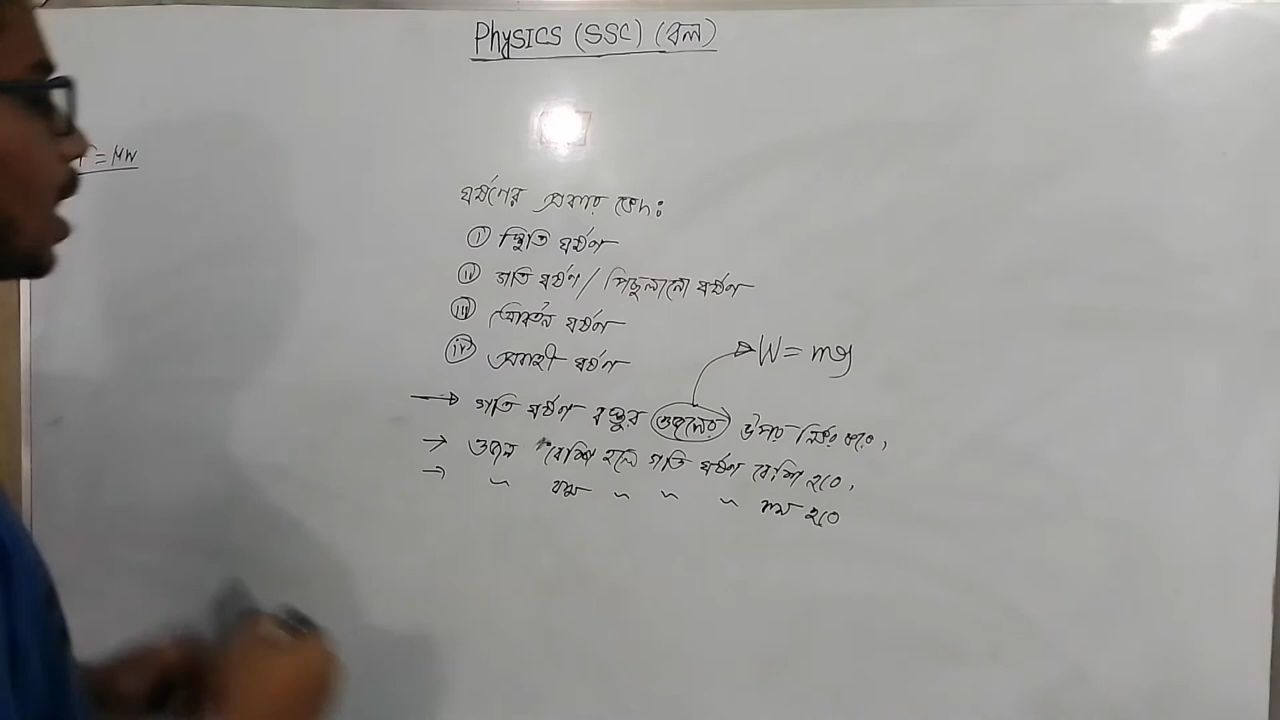 Physics (SSC) (বল)
= μW
ঘর্ষণের প্রকার ভেদ:
(i) স্থিতি ঘর্ষণ
(ii) গতি ঘর্ষণ / পিছলানো ঘর্ষণ
(iii) আবর্তন ঘর্ষণ
(iv) প্রবাহী ঘর্ষণ
W = mg
→ গতি ঘর্ষণ বস্তুর ওজনের উপর নির্ভর করে,
→ ওজন বেশি হলে গতি ঘর্ষণ বেশি হবে,
→ " কম " " " কম হবে